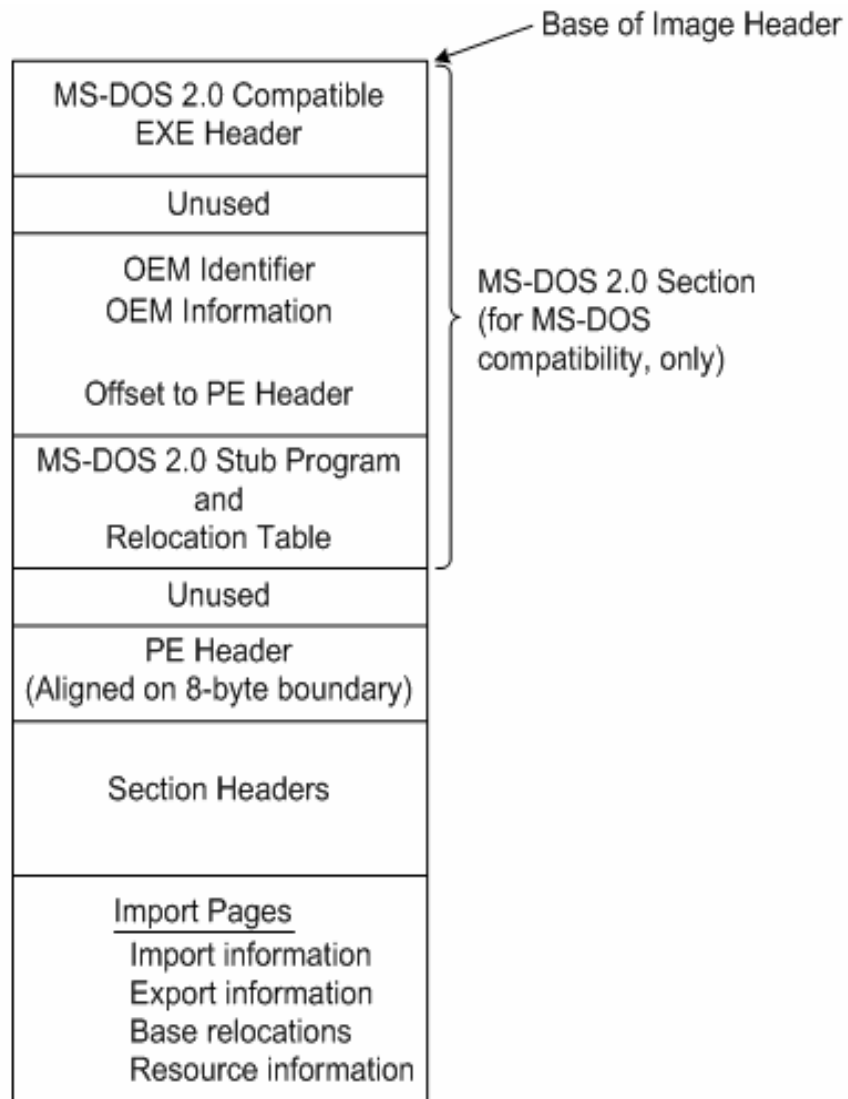 Base of Image Header
MS-DOS 2.0 Compatible
EXE Header
Unused
OEM Identifier
OEM Information
Offset to PE Header
MS-DOS 2.0 Section
(for MS-DOS
compatibility, only)
MS-DOS 2.0 Stub Program
and
Relocation Table
Unused
PE Header
(Aligned on 8-byte boundary)
Section Headers
Import Pages
Import information
Export information
Base relocations
Resource information